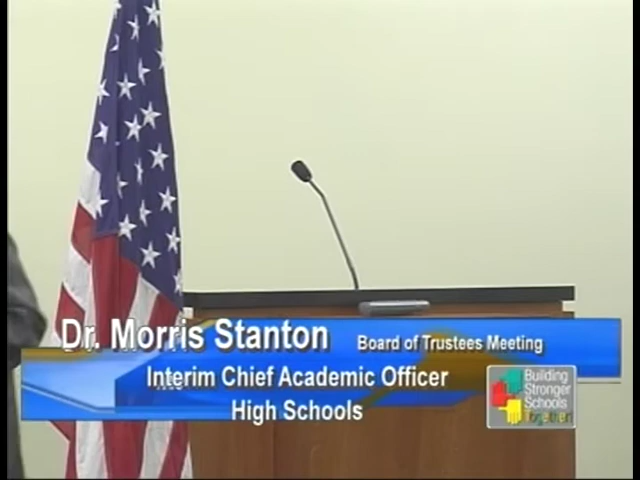 Dr. Morris Stanton
Board of Trustees Meeting
Interim Chief Academic Officer
High Schools
Building
Stronger
Schools
Together